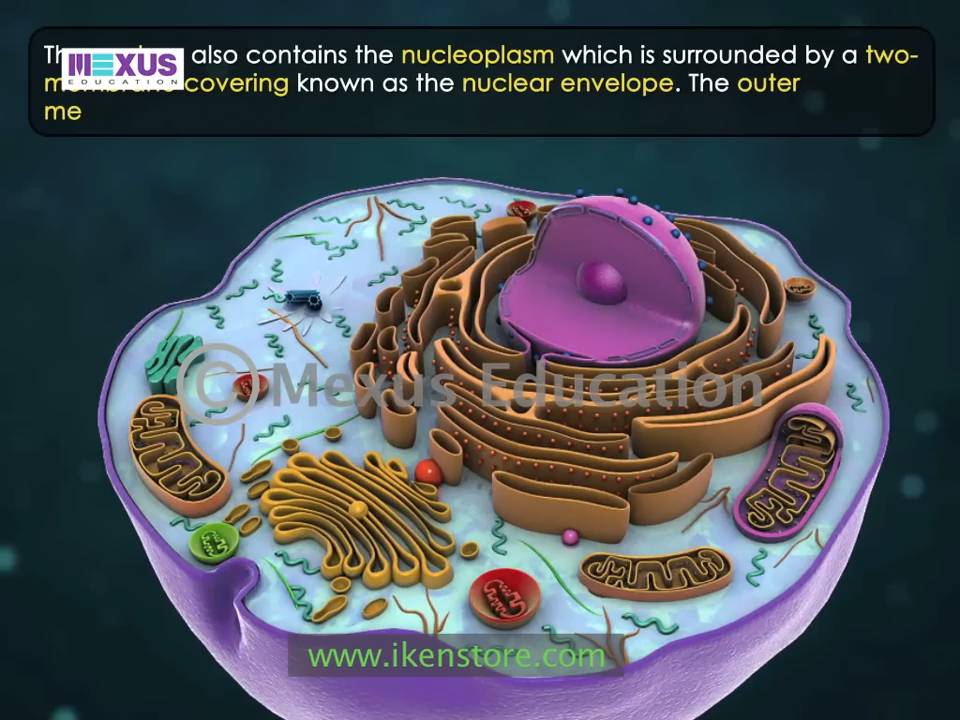 MEXUS
EDUCATION
also contains the nucleoplasm which is surrounded by a two-
covering known as the nuclear envelope. The outer
me
© Mexus Education
www.ikenstore.com